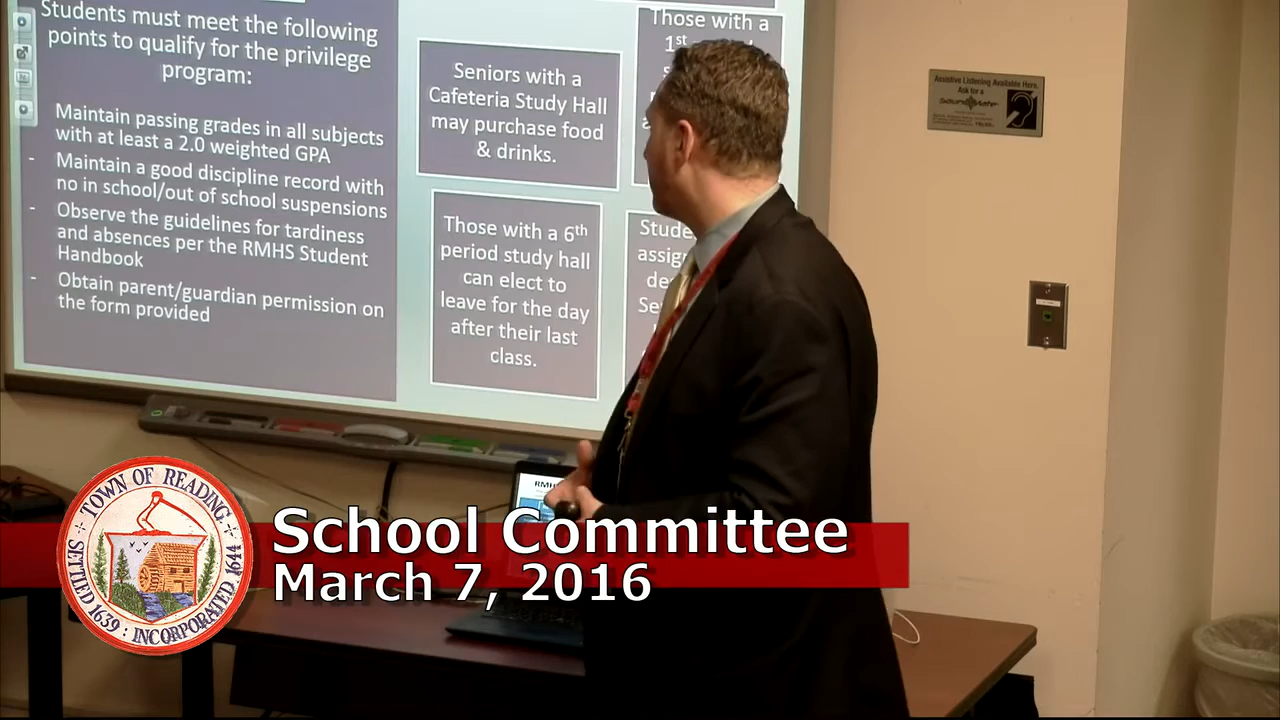 Students must meet the following
points to qualify for the privilege
program:
Maintain passing grades in all subjects
with at least a 2.0 weighted GPA
- Maintain a good discipline record with
no in school/out of school suspensions
- Observe the guidelines for tardiness
and absences per the RMHS Student
Handbook
- Obtain parent/guardian permission on
the form provided
Seniors with a
Cafeteria Study Hall
may purchase food
& drinks.
Those with a 6th
period study hall
can elect to
leave for the day
after their last
class.
Those with a
1st
Assistive Listening Available Here.
Ask for a
TOWN OF READING
SETTLED 1639 : INCORPORATED 1644
School Committee
March 7, 2016